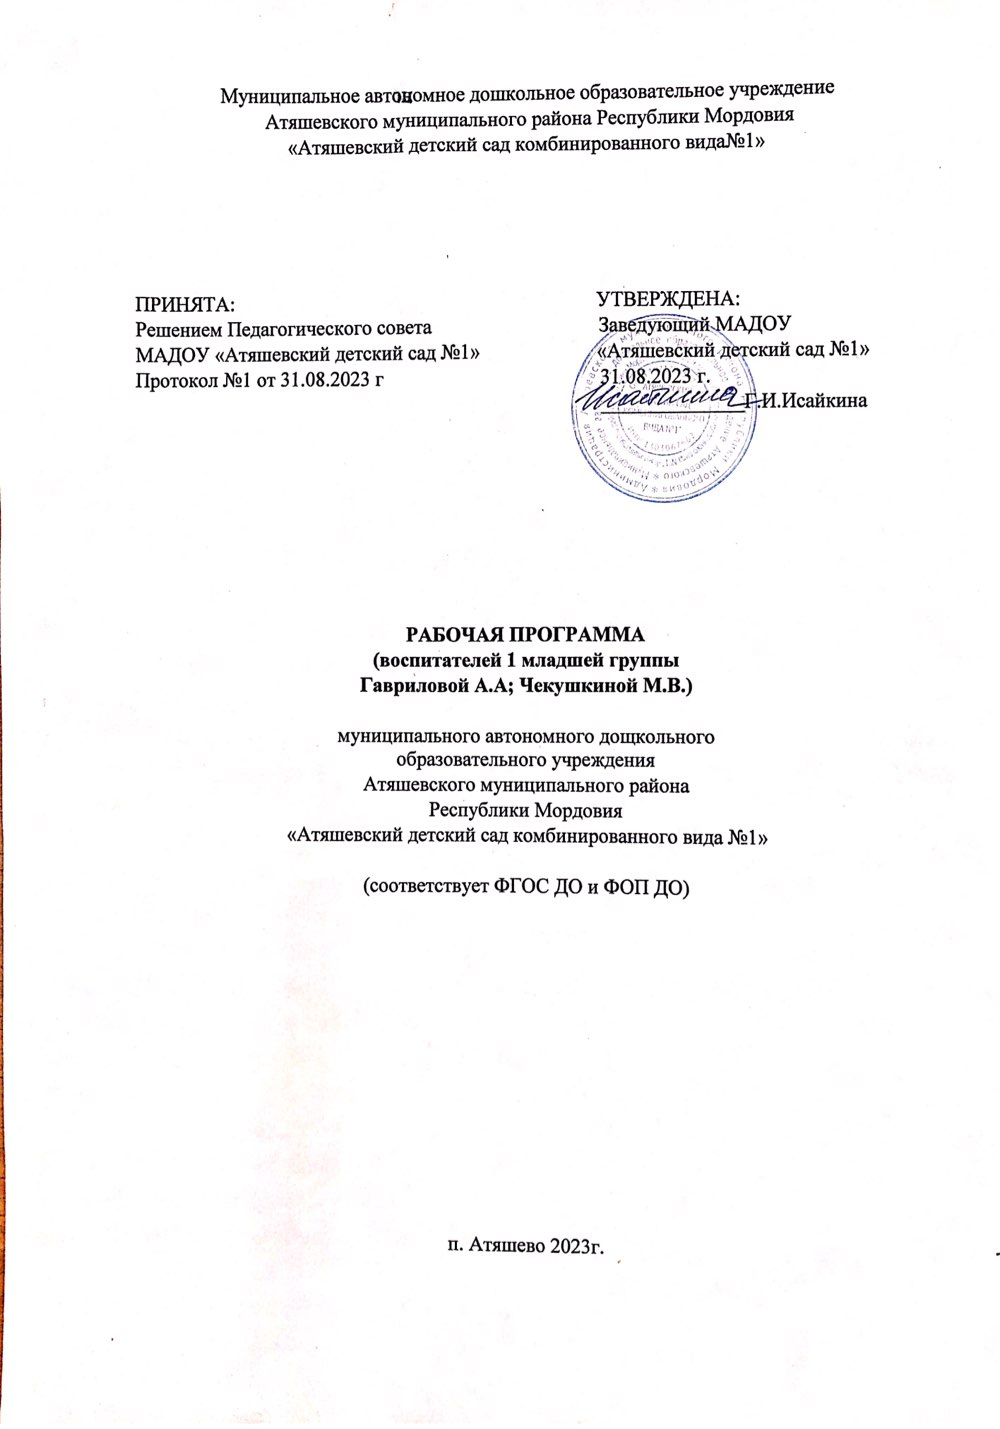 Муниципальное автономное дошкольное образовательное учреждение
Атяшевского муниципального района Республики Мордовия
«Атяшевский детский сад комбинированного вида№1»
ПРИНЯТА:
Решением Педагогического совета
МАДОУ «Атяшевский детский сад №1»
Протокол №1 от 31.08.2023 г
УТВЕРЖДЕНА:
Заведующий МАДОУ
«Атяшевский детский сад №1»
31.08.2023 г.
Г.И.Исайкина
РАБОЧАЯ ПРОГРАММА
(воспитателей 1 младшей группы
Гавриловой А.А; Чекушкиной М.В.)
муниципального автономного дощкольного
образовательного учреждения
Атяшевского муниципального района
Республики Мордовия
«Атяшевский детский сад комбинированного вида №1»
(соответствует ФГОС ДО и ФОП ДО)
п. Атяшево 2023г.